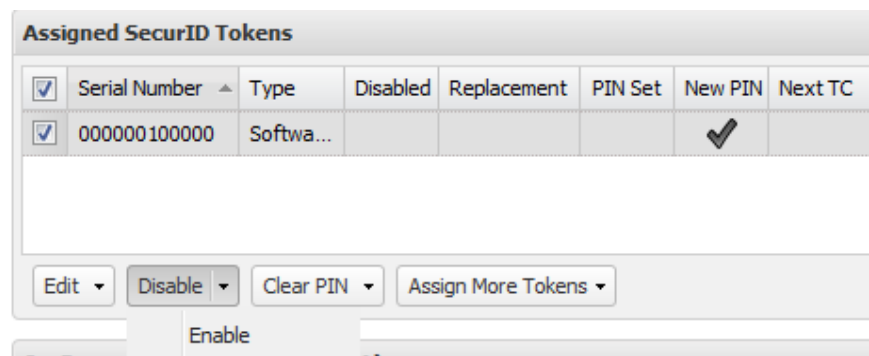 Assigned SecurID Tokens
Serial Number Type Disabled Replacement PIN Set New PIN Next TC
000000100000 Softwa...
Edit Disable Clear PIN Assign More Tokens
Enable